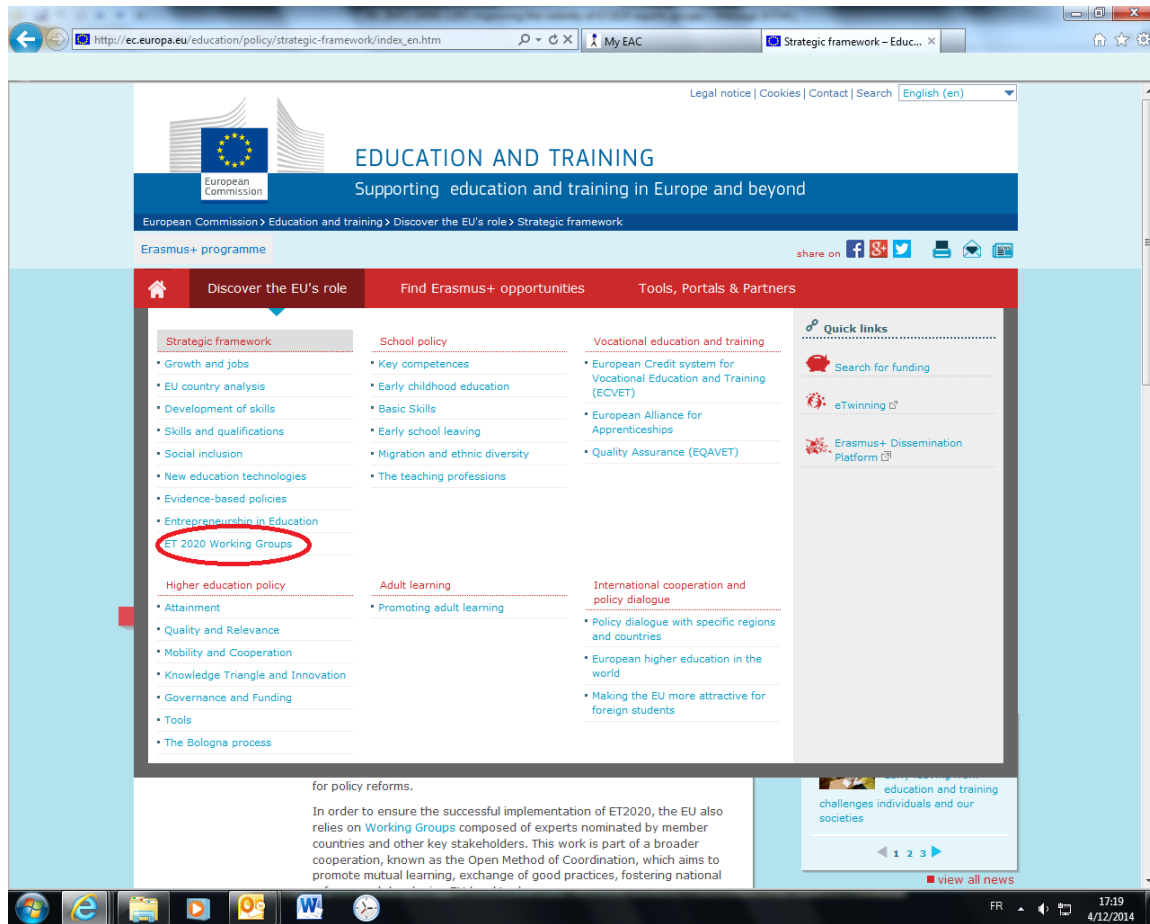 http://ec.europa.eu/education/policy/strategic-framework/index_en.htm
My EAC
Strategic framework – Educ...
Legal notice | Cookies | Contact | Search English (en)
European
Commission
EDUCATION AND TRAINING
Supporting education and training in Europe and beyond
European Commission > Education and training > Discover the EU's role > Strategic framework
Erasmus+ programme
share on
Discover the EU's role
Find Erasmus+ opportunities
Tools, Portals & Partners
Strategic framework
Growth and jobs
EU country analysis
Development of skills
Skills and qualifications
Social inclusion
New education technologies
Evidence-based policies
Entrepreneurship in Education
ET 2020 Working Groups
School policy
Key competences
Early childhood education
Basic Skills
Early school leaving
Migration and ethnic diversity
The teaching professions
Vocational education and training
European Credit system for
Vocational Education and Training
(ECVET)
European Alliance for
Apprenticeships
Quality Assurance (EQAVET)
Quick links
Search for funding
eTwinning
Erasmus+ Dissemination
Platform
Higher education policy
Attainment
Quality and Relevance
Mobility and Cooperation
Knowledge Triangle and Innovation
Governance and Funding
Tools
The Bologna process
Adult learning
Promoting adult learning
International cooperation and
policy dialogue
Policy dialogue with specific regions
and countries
European higher education in the
world
Making the EU more attractive for
foreign students
for policy reforms.
In order to ensure the successful implementation of ET2020, the EU also
relies on Working Groups composed of experts nominated by member
countries and other key stakeholders. This work is part of a broader
cooperation, known as the Open Method of Coordination, which aims to
promote mutual learning, exchange of good practices, fostering national
education and training
challenges individuals and our
societies
1 2 3
view all news
FR
17:19
4/12/2014